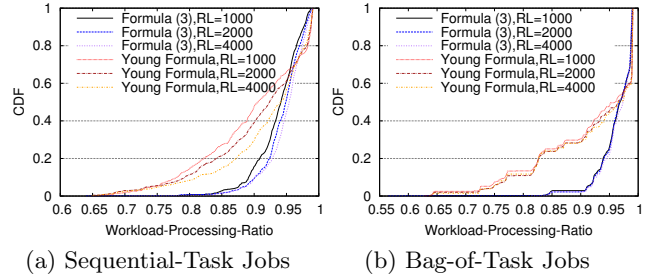 1
0.8
0.6
0.4
0.2
0
CDF
Formula (3),RL=1000
Formula (3),RL=2000
Formula (3),RL=4000
Young Formula,RL=1000
Young Formula,RL=2000
Young Formula,RL=4000
0.6 0.65 0.7 0.75 0.8 0.85 0.9 0.95 1
Workload-Processing-Ratio
(a) Sequential-Task Jobs
1
0.8
0.6
0.4
0.2
0
CDF
Formula (3),RL=1000
Formula (3),RL=2000
Formula (3),RL=4000
Young Formula,RL=1000
Young Formula,RL=2000
Young Formula,RL=4000
0.55 0.6 0.65 0.7 0.75 0.8 0.85 0.9 0.95 1
Workload-Processing-Ratio
(b) Bag-of-Task Jobs